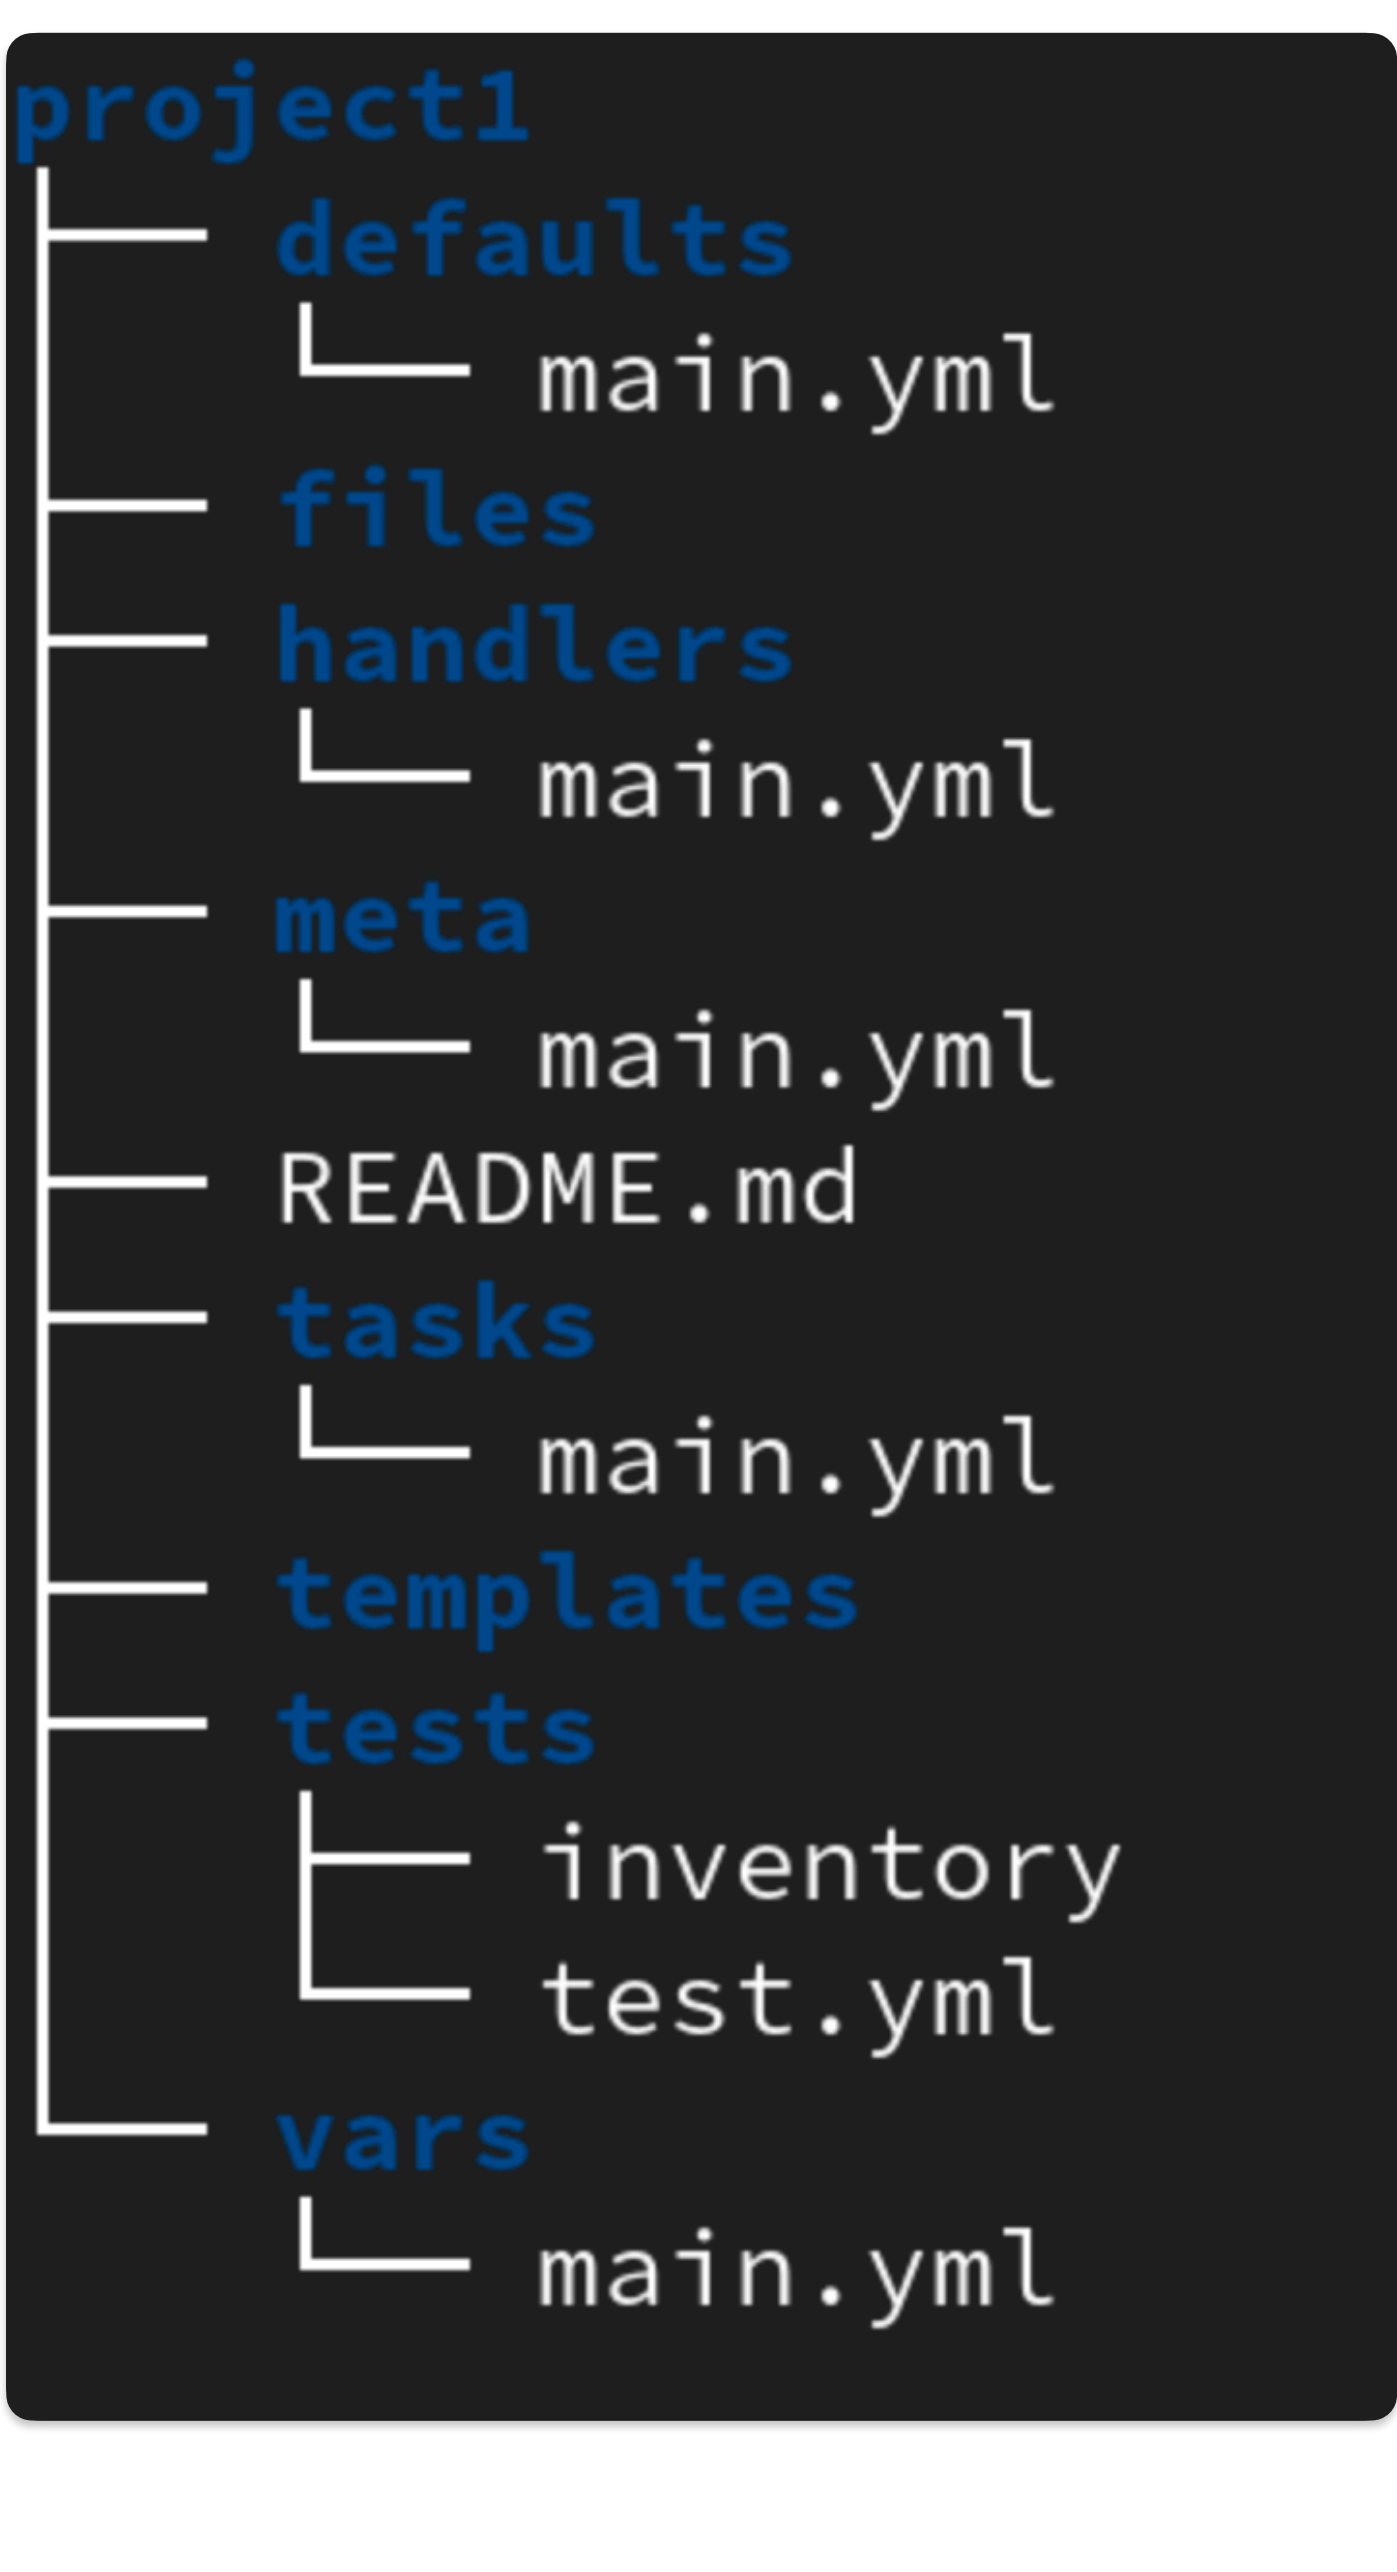 project1
defaults
main.yml
files
handlers
main.yml
meta
main.yml
README.md
tasks
main.yml
templates
tests
inventory
test.yml
vars
main.yml